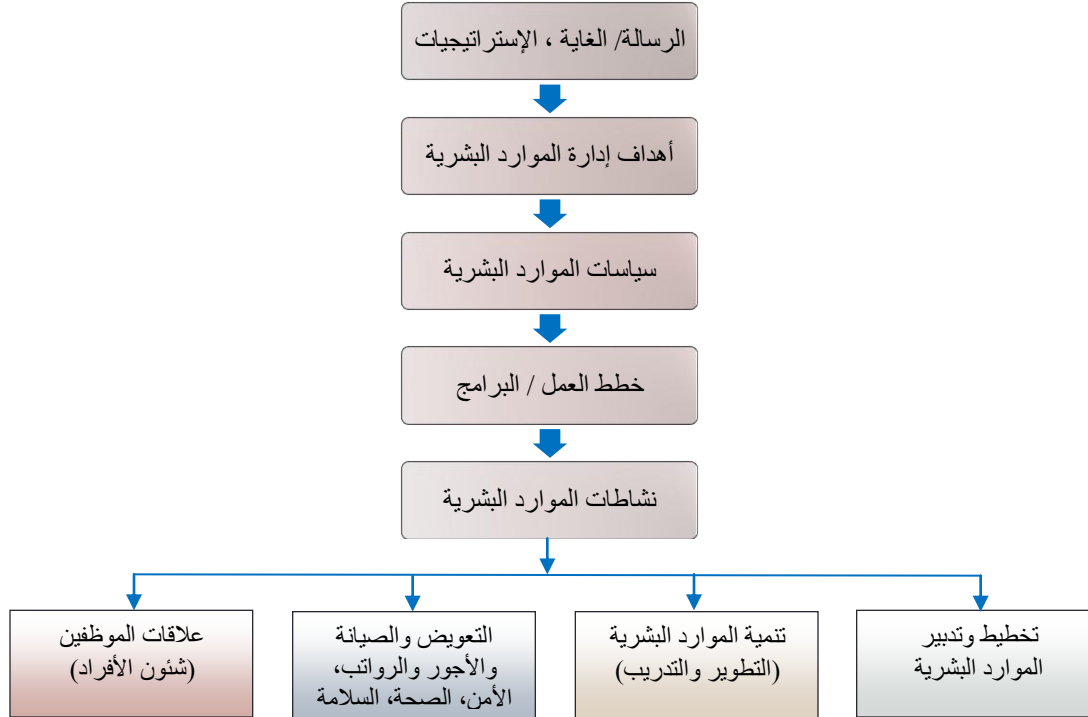 الرسالة/ الغاية ، الإستراتيجيات
أهداف إدارة الموارد البشرية
سياسات الموارد البشرية
خطط العمل / البرامج
نشاطات الموارد البشرية
تخطيط وتدبير
الموارد البشرية
تنمية الموارد البشرية
(التطوير والتدريب)
التعويض والصيانة
والأجور والرواتب،
الأمن، الصحة، السلامة
علاقات الموظفين
(شئون الأفراد)